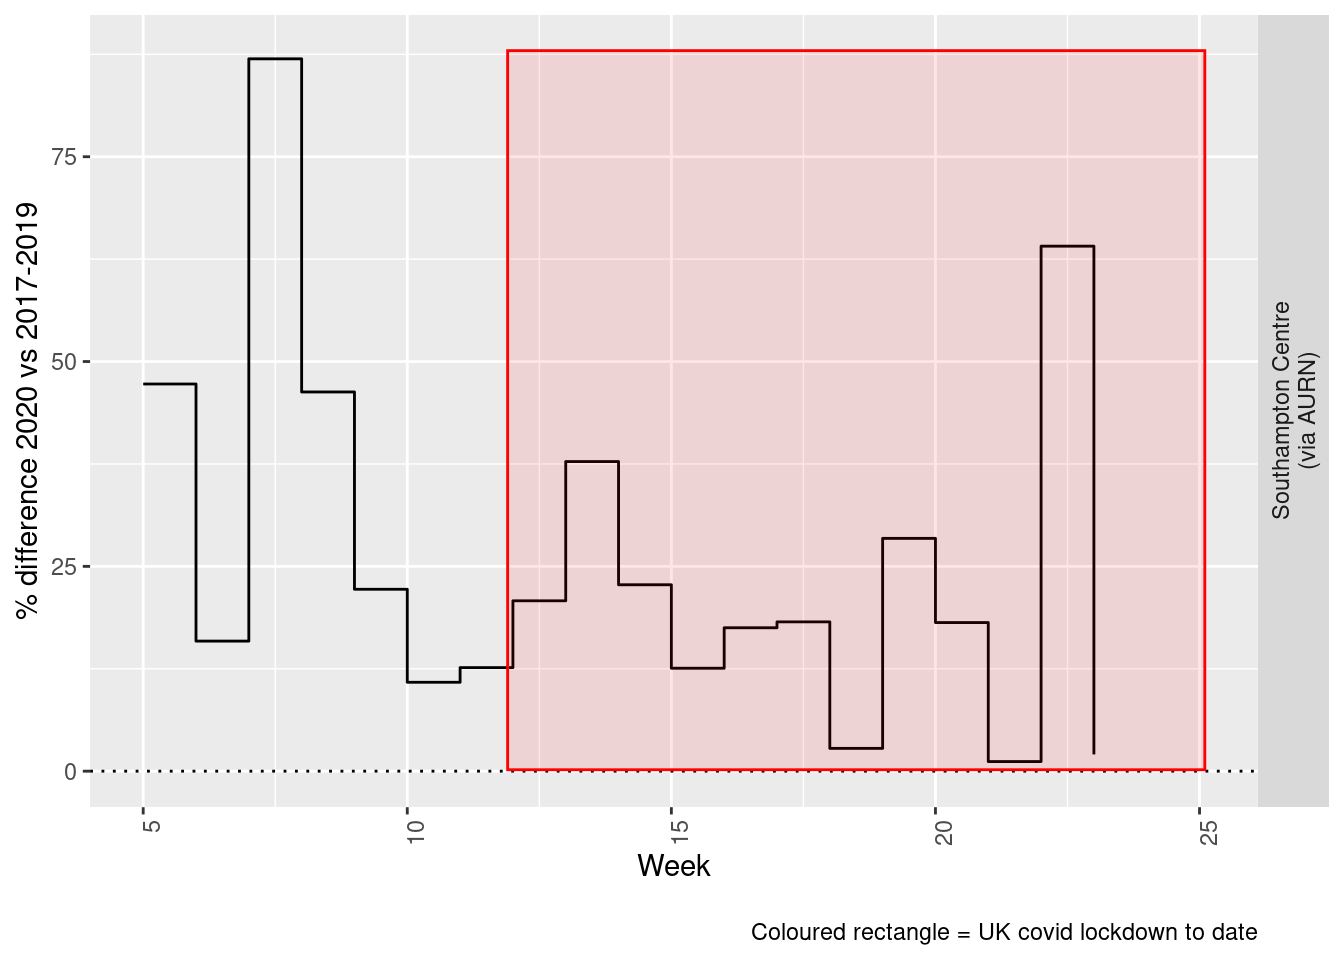 % difference 2020 vs 2017-2019
75
50
25
0
5
10
15
20
25
Week
Southampton Centre
(via AURN)
Coloured rectangle = UK covid lockdown to date